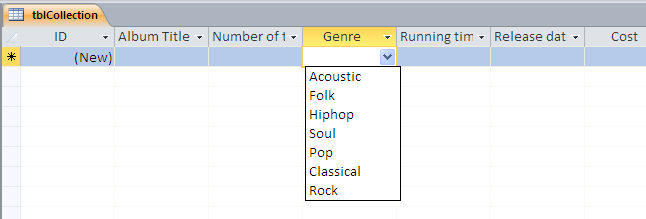 tblCollection
ID Album Title Number of t Genre Running tim Release dat Cost
(New)
Acoustic
Folk
Hiphop
Soul
Pop
Classical
Rock